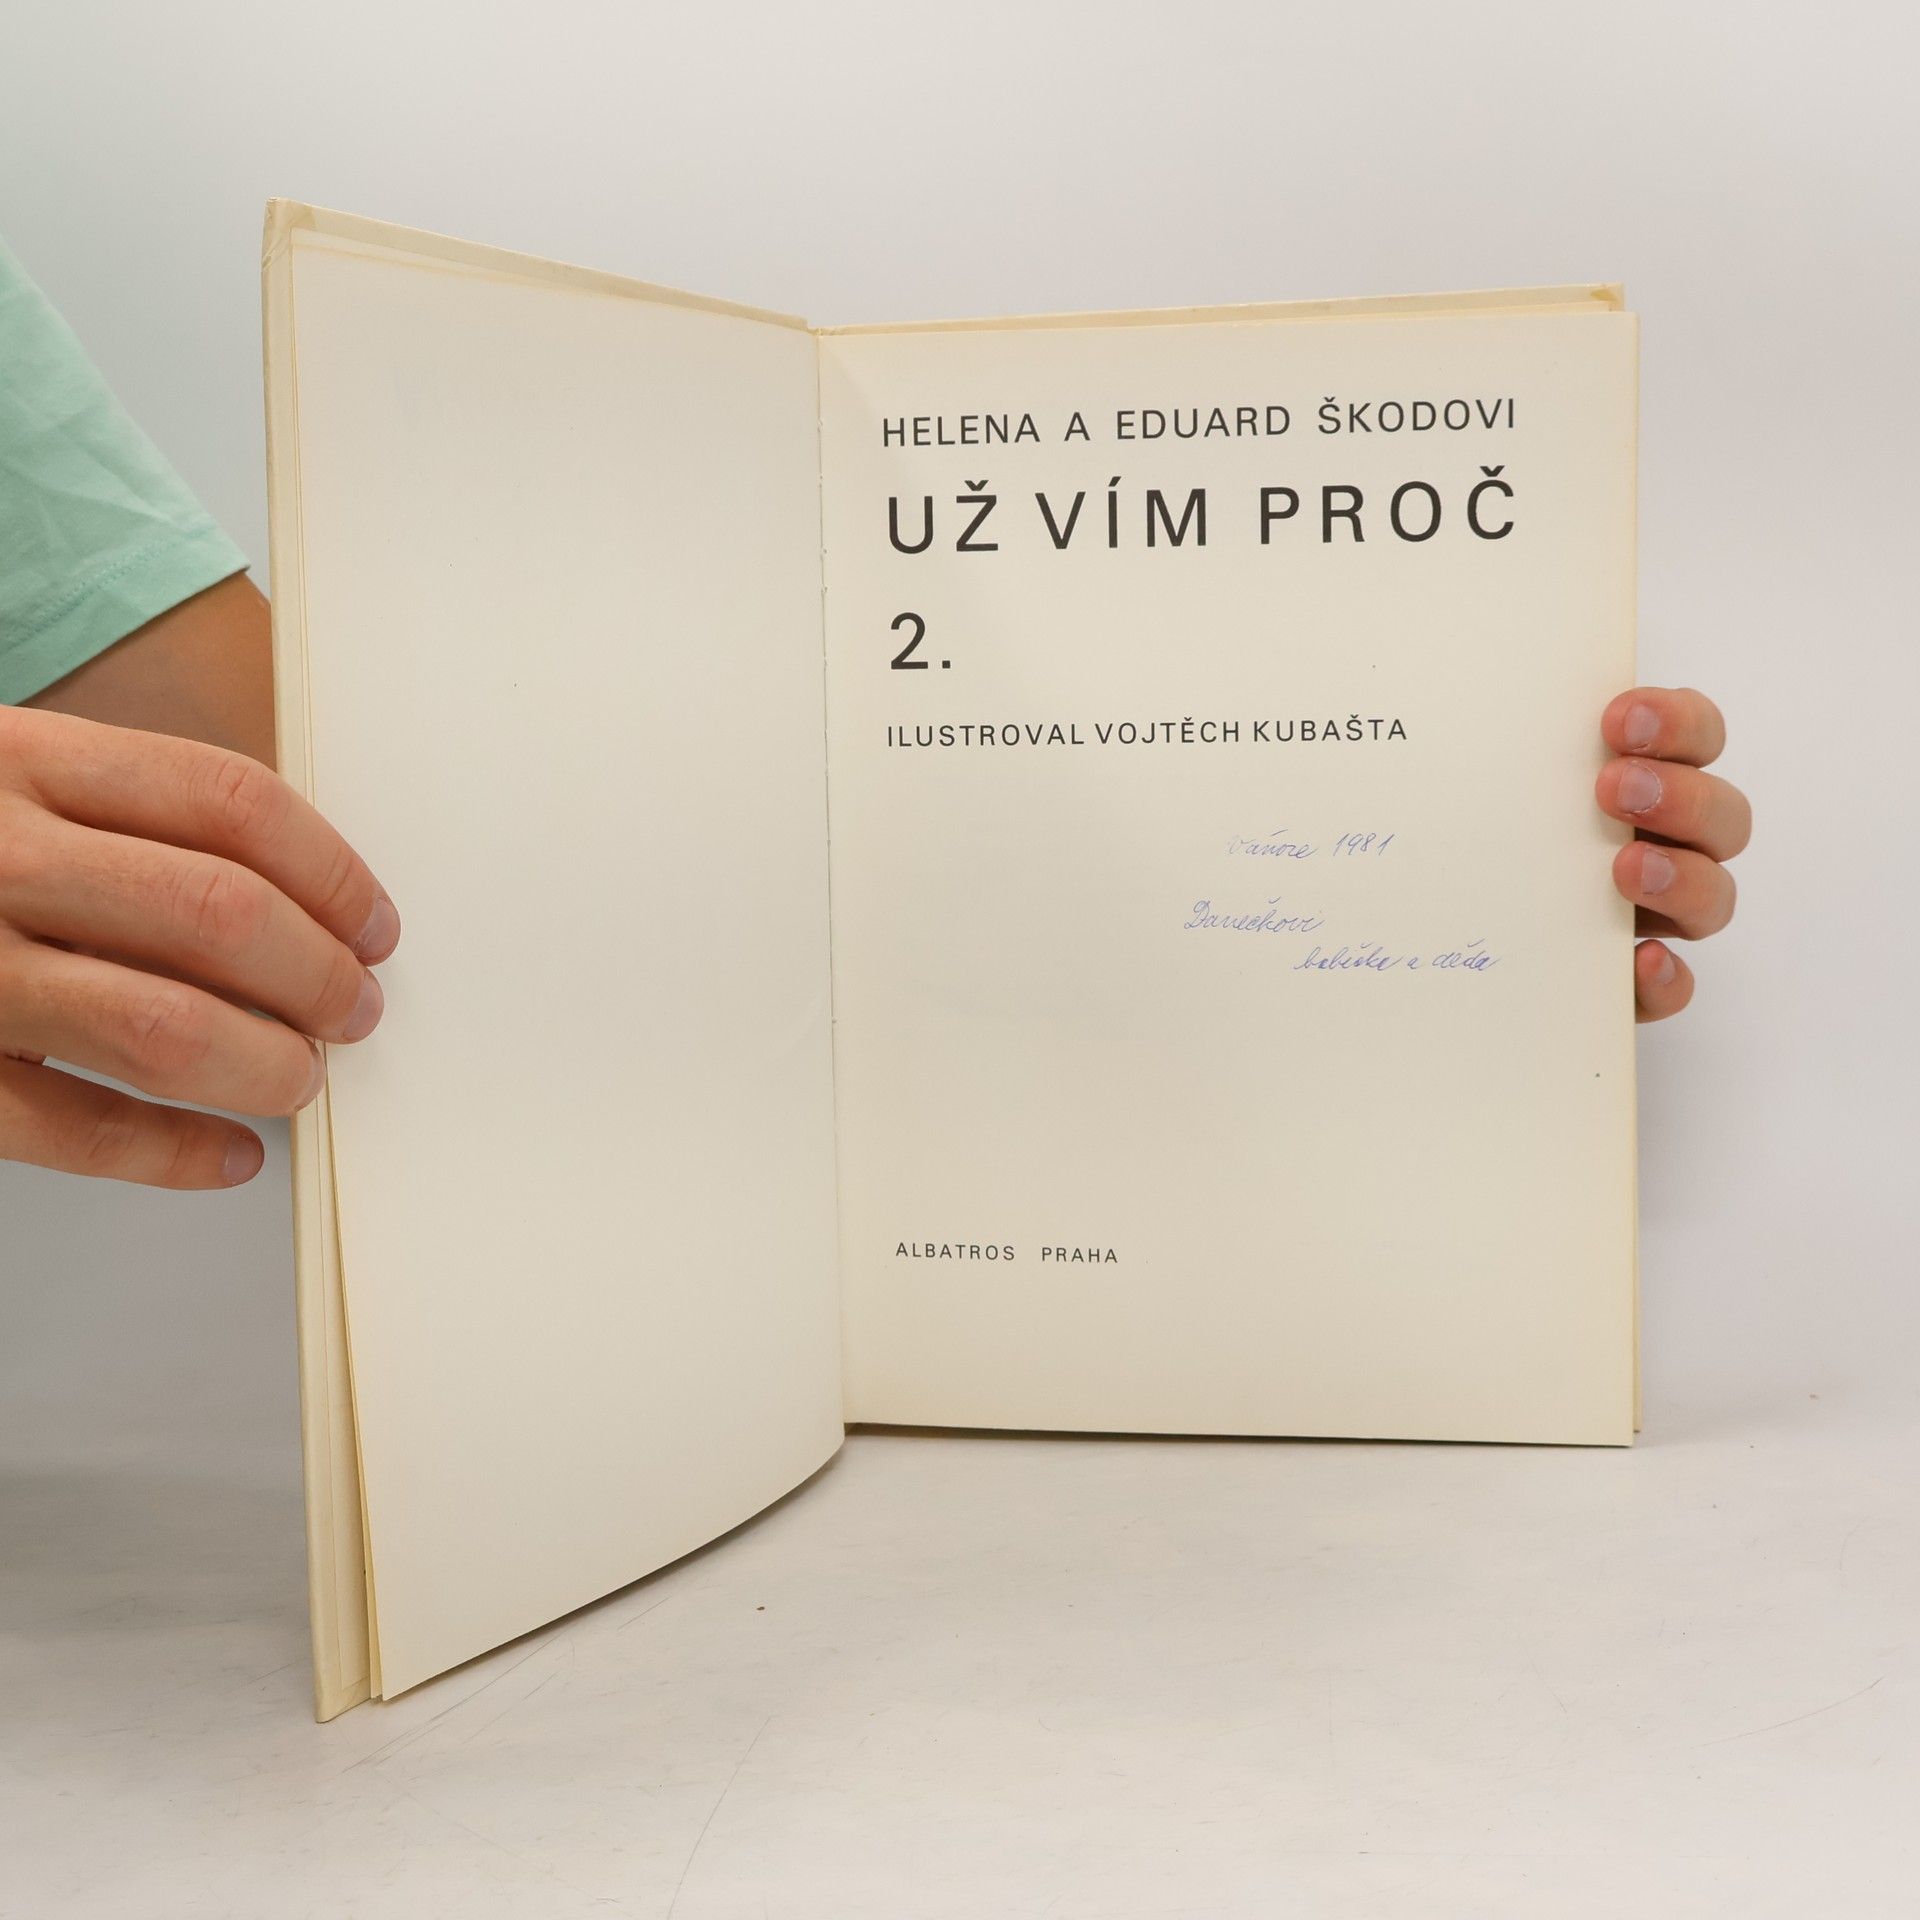 HELENA A EDUARD ŠKODOVI
UŽ VÍM PROČ
2.
ILUSTROVAL VOJTĚCH KUBAŠTA
Vánoce 1981
Danečkovi
babička a děda
ALBATROS PRAHA